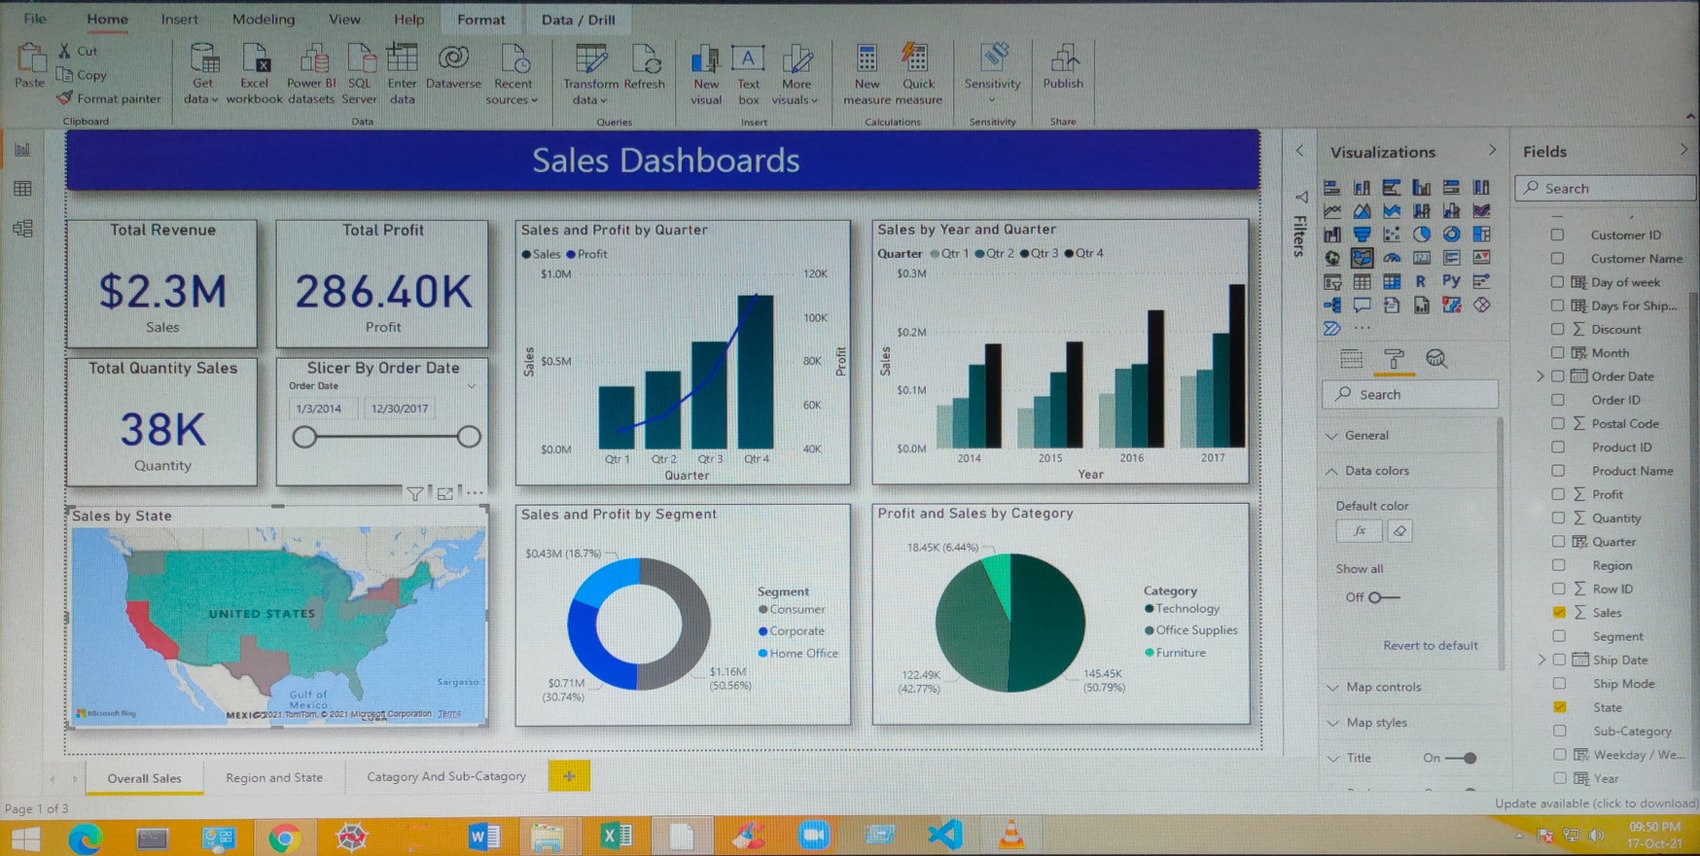 File Home Insert Modeling View Help Format Data / Drill
Paste
Cut
Copy
Format painter
Clipboard
Get data
Excel workbook
Power BI datasets
SQL Server
Enter data
Dataverse
Recent sources
Data
Transform data
Refresh
Queries
New visual
Text box
More visuals
Insert
New measure
Quick measure
Calculations
Sensitivity
Sensitivity
Publish
Share
Sales Dashboards
Total Revenue
$2.3M
Sales
Total Profit
286.40K
Profit
Total Quantity Sales
38K
Quantity
Slicer By Order Date
Order Date
1/3/2014 12/30/2017
Sales and Profit by Quarter
Sales Profit
$1.0M
$0.5M
$0.0M
Sales
120K
100K
80K
60K
40K
Profit
Qtr 1 Qtr 2 Qtr 3 Qtr 4
Quarter
Sales by Year and Quarter
Quarter Qtr 1 Qtr 2 Qtr 3 Qtr 4
$0.3M
$0.2M
$0.1M
$0.0M
Sales
2014 2015 2016 2017
Year
Sales by State
UNITED STATES
Gulf of
Mexico
Sargasso
Microsoft Bing
© 2021 TomTom, © 2021 Microsoft Corporation Terms
Sales and Profit by Segment
$0.43M (18.7%)
$0.71M
(30.74%)
$1.16M
(50.56%)
Segment
Consumer
Corporate
Home Office
Profit and Sales by Category
18.45K (6.44%)
122.49K
(42.77%)
145.45K
(50.79%)
Category
Technology
Office Supplies
Furniture
Filters
Visualizations
R Py
Search
General
Data colors
Default color
fx
Show all
Off
Revert to default
Map controls
Map styles
Title On
Fields
Search
Customer ID
Customer Name
Day of week
Days For Ship...
Discount
Month
Order Date
Order ID
Postal Code
Product ID
Product Name
Profit
Quantity
Quarter
Region
Row ID
Sales
Segment
Ship Date
Ship Mode
State
Sub-Category
Weekday / We...
Year
Overall Sales Region and State Catagory And Sub-Catagory +
Page 1 of 3
Update available (click to download)
09:50 PM
17-Oct-21